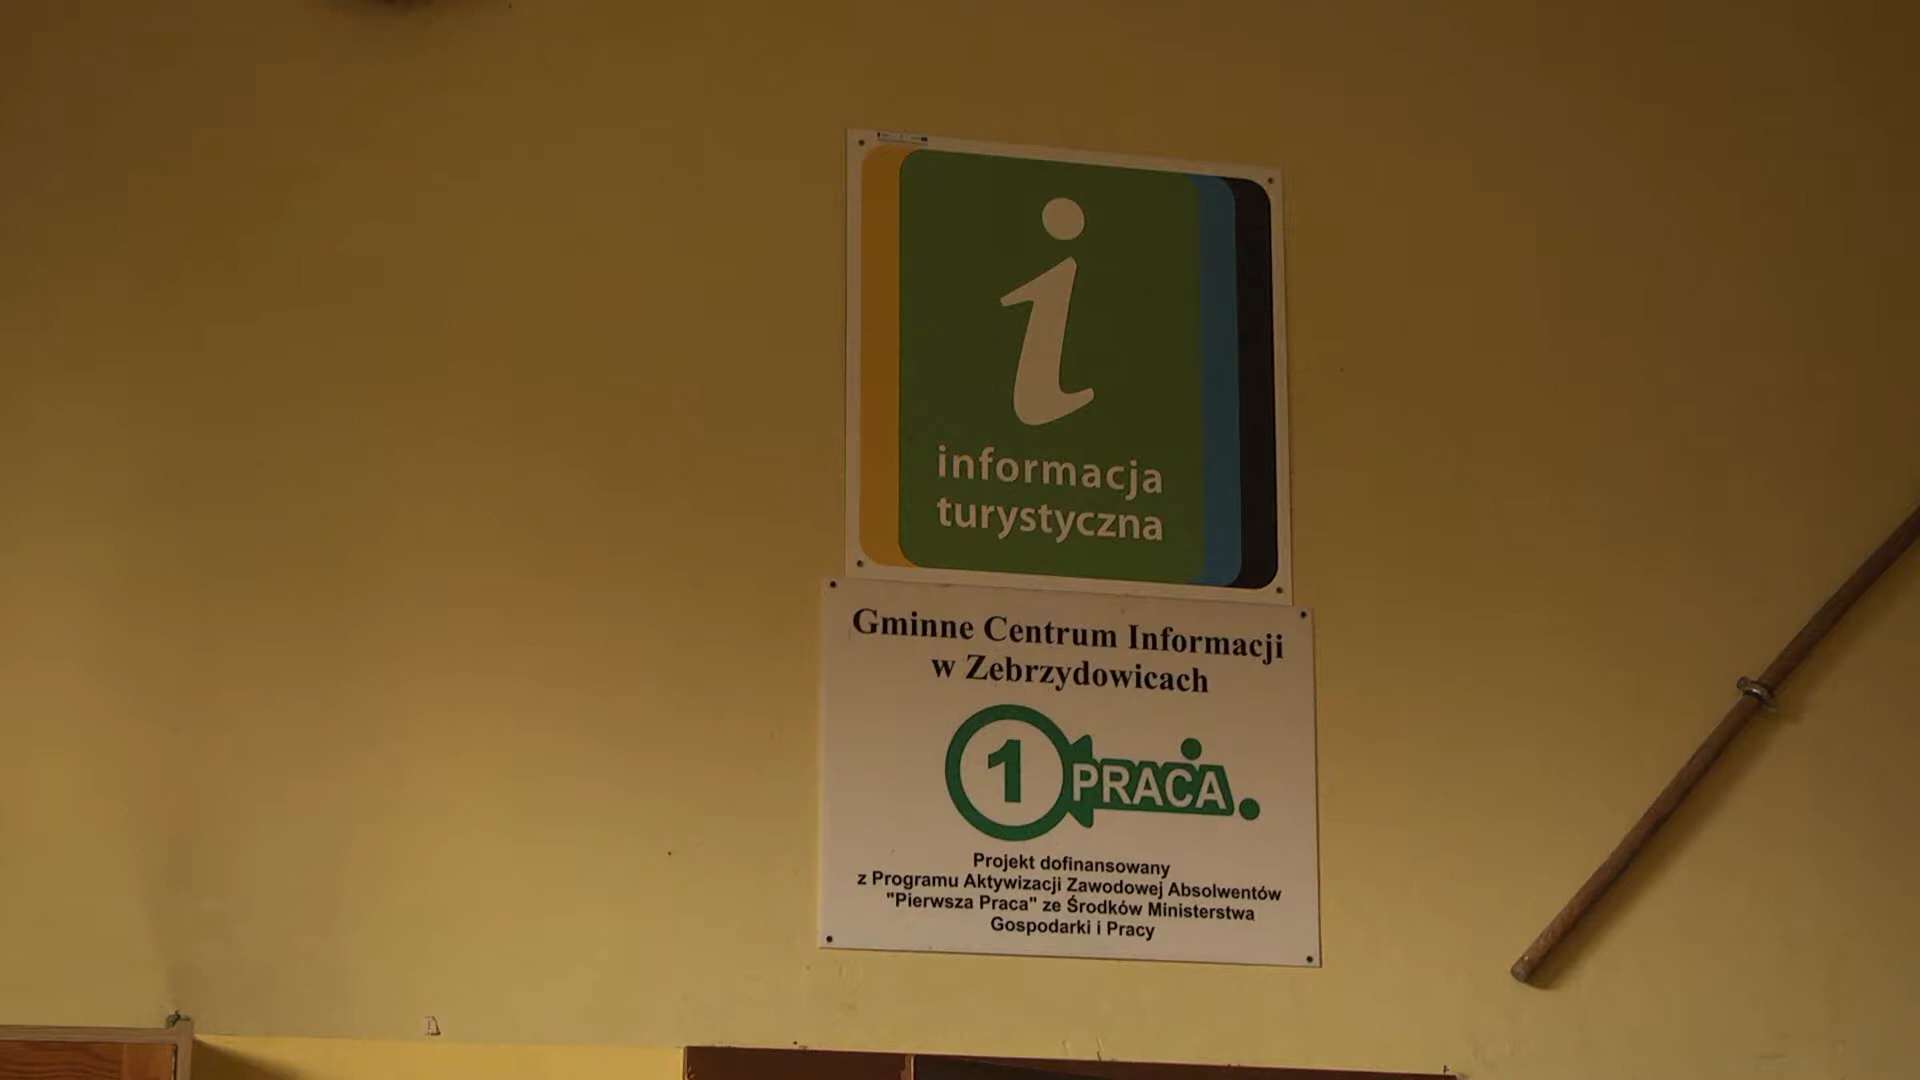 i
informacja
turystyczna
Gminne Centrum Informacji
w Zebrzydowicach
1 PRACA
Projekt dofinansowany
z Programu Aktywizacji Zawodowej Absolwentów
"Pierwsza Praca" ze Środków Ministerstwa
Gospodarki i Pracy